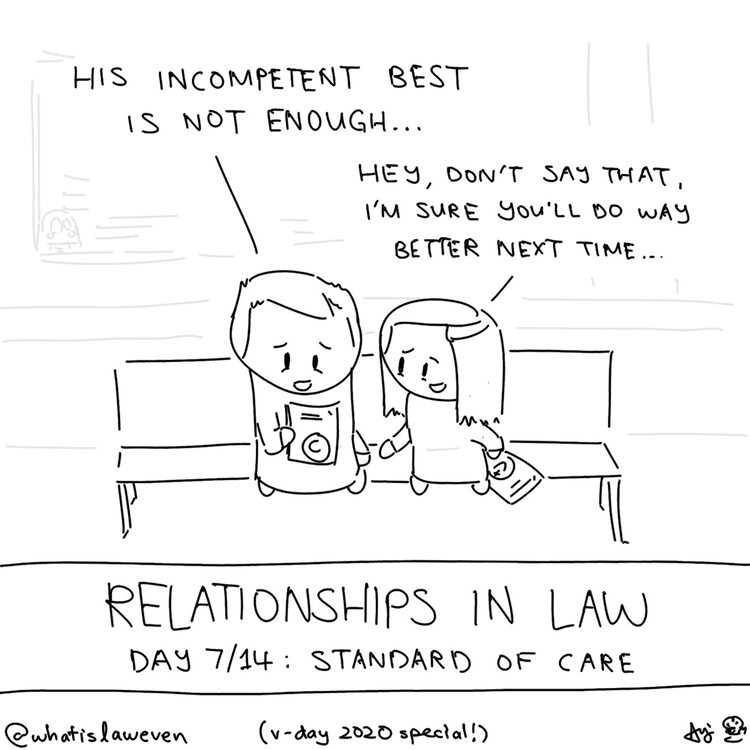 HIS INCOMPETENT BEST
IS NOT ENOUGH...
HEY, DON'T SAY THAT,
I'M SURE YOU'LL DO WAY
BETTER NEXT TIME...
C
RELATIONSHIPS IN LAW
DAY 7/14: STANDARD OF CARE
@whatislaweven
(v-day 2020 special!)